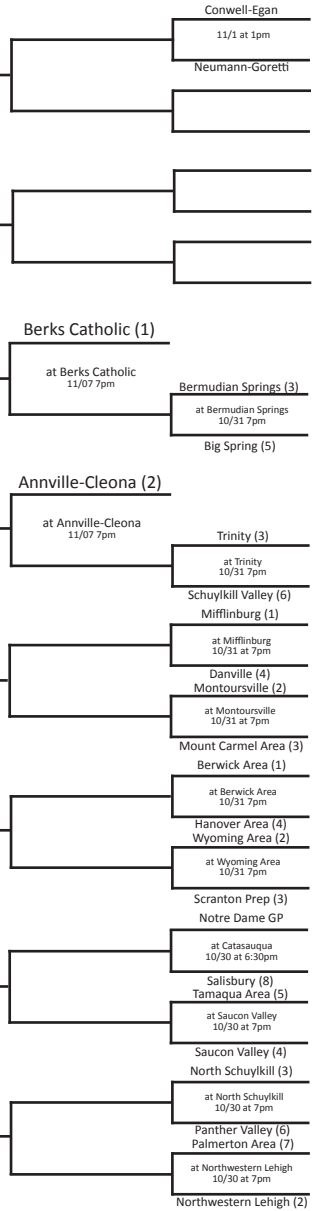 Conwell-Egan
11/1 at 1pm
Neumann-Goretti
Berks Catholic (1)
at Berks Catholic
11/07 7pm
Bermudian Springs (3)
at Bermudian Springs
10/31 7pm
Big Spring (5)
Annville-Cleona (2)
at Annville-Cleona
11/07 7pm
Trinity (3)
at Trinity
10/31 7pm
Schuylkill Valley (6)
Mifflinburg (1)
at Mifflinburg
10/31 at 7pm
Danville (4)
Montoursville (2)
at Montoursville
10/31 at 7pm
Mount Carmel Area (3)
Berwick Area (1)
at Berwick Area
10/31 7pm
Hanover Area (4)
Wyoming Area (2)
at Wyoming Area
10/31 7pm
Scranton Prep (3)
Notre Dame GP
at Catasauqua
10/30 at 6:30pm
Salisbury (8)
Tamaqua Area (5)
at Saucon Valley
10/30 at 7pm
Saucon Valley (4)
North Schuylkill (3)
at North Schuylkill
10/30 at 7pm
Panther Valley (6)
Palmerton Area (7)
at Northwestern Lehigh
10/30 at 7pm
Northwestern Lehigh (2)